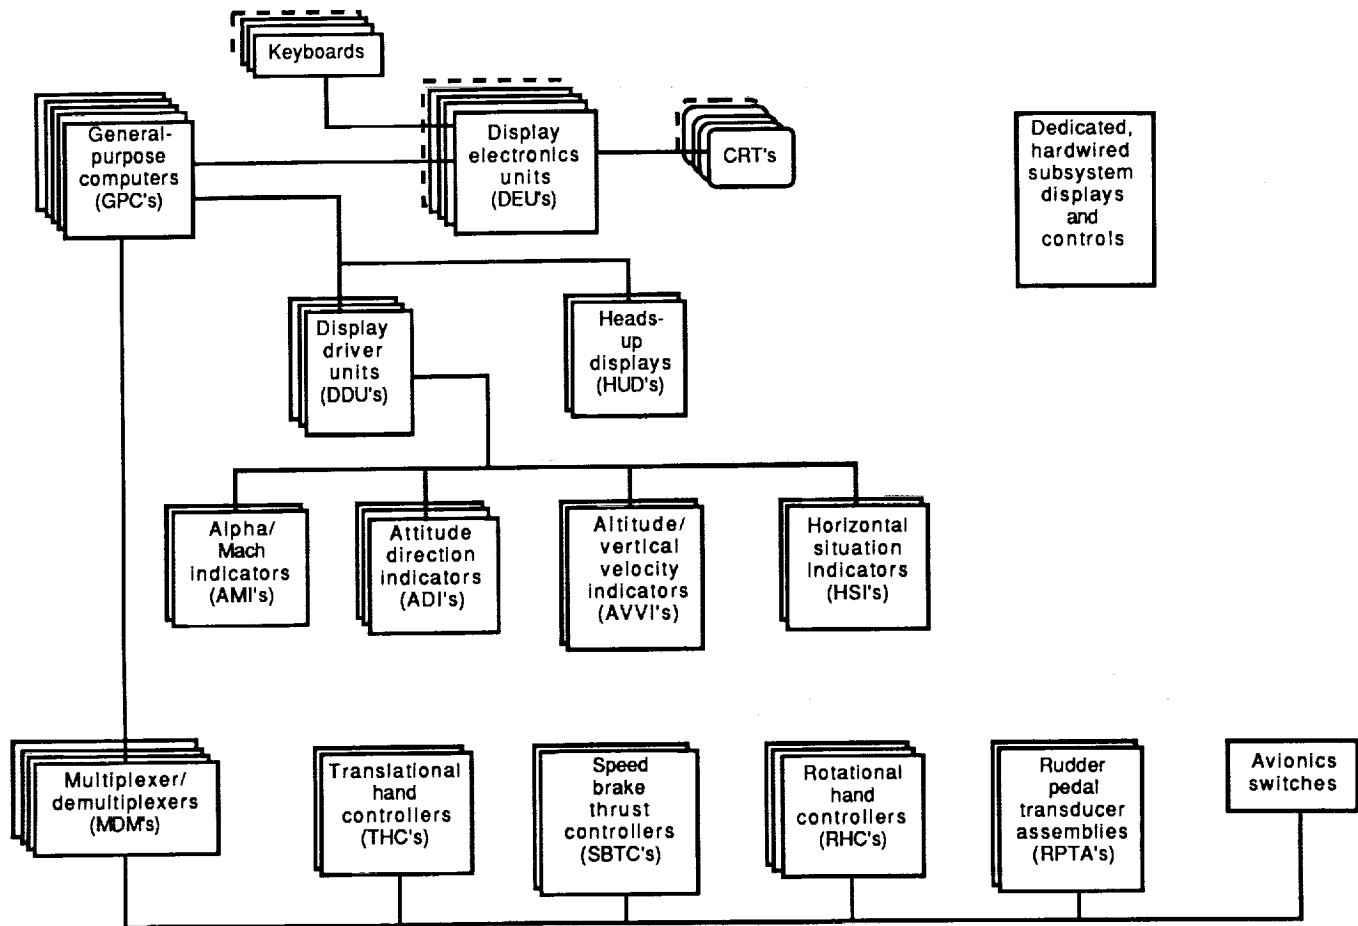 Keyboards
General-
purpose
computers
(GPC's)
Display
electronics
units
(DEU's)
CRT's
Dedicated,
hardwired
subsystem
displays
and
controls
Display
driver
units
(DDU's)
Heads-
up
displays
(HUD's)
Alpha/
Mach
indicators
(AMI's)
Attitude
direction
indicators
(ADI's)
Altitude/
vertical
velocity
indicators
(AVVI's)
Horizontal
situation
indicators
(HSI's)
Multiplexer/
demultiplexers
(MDM's)
Translational
hand
controllers
(THC's)
Speed
brake
thrust
controllers
(SBTC's)
Rotational
hand
controllers
(RHC's)
Rudder
pedal
transducer
assemblies
(RPTA's)
Avionics
switches